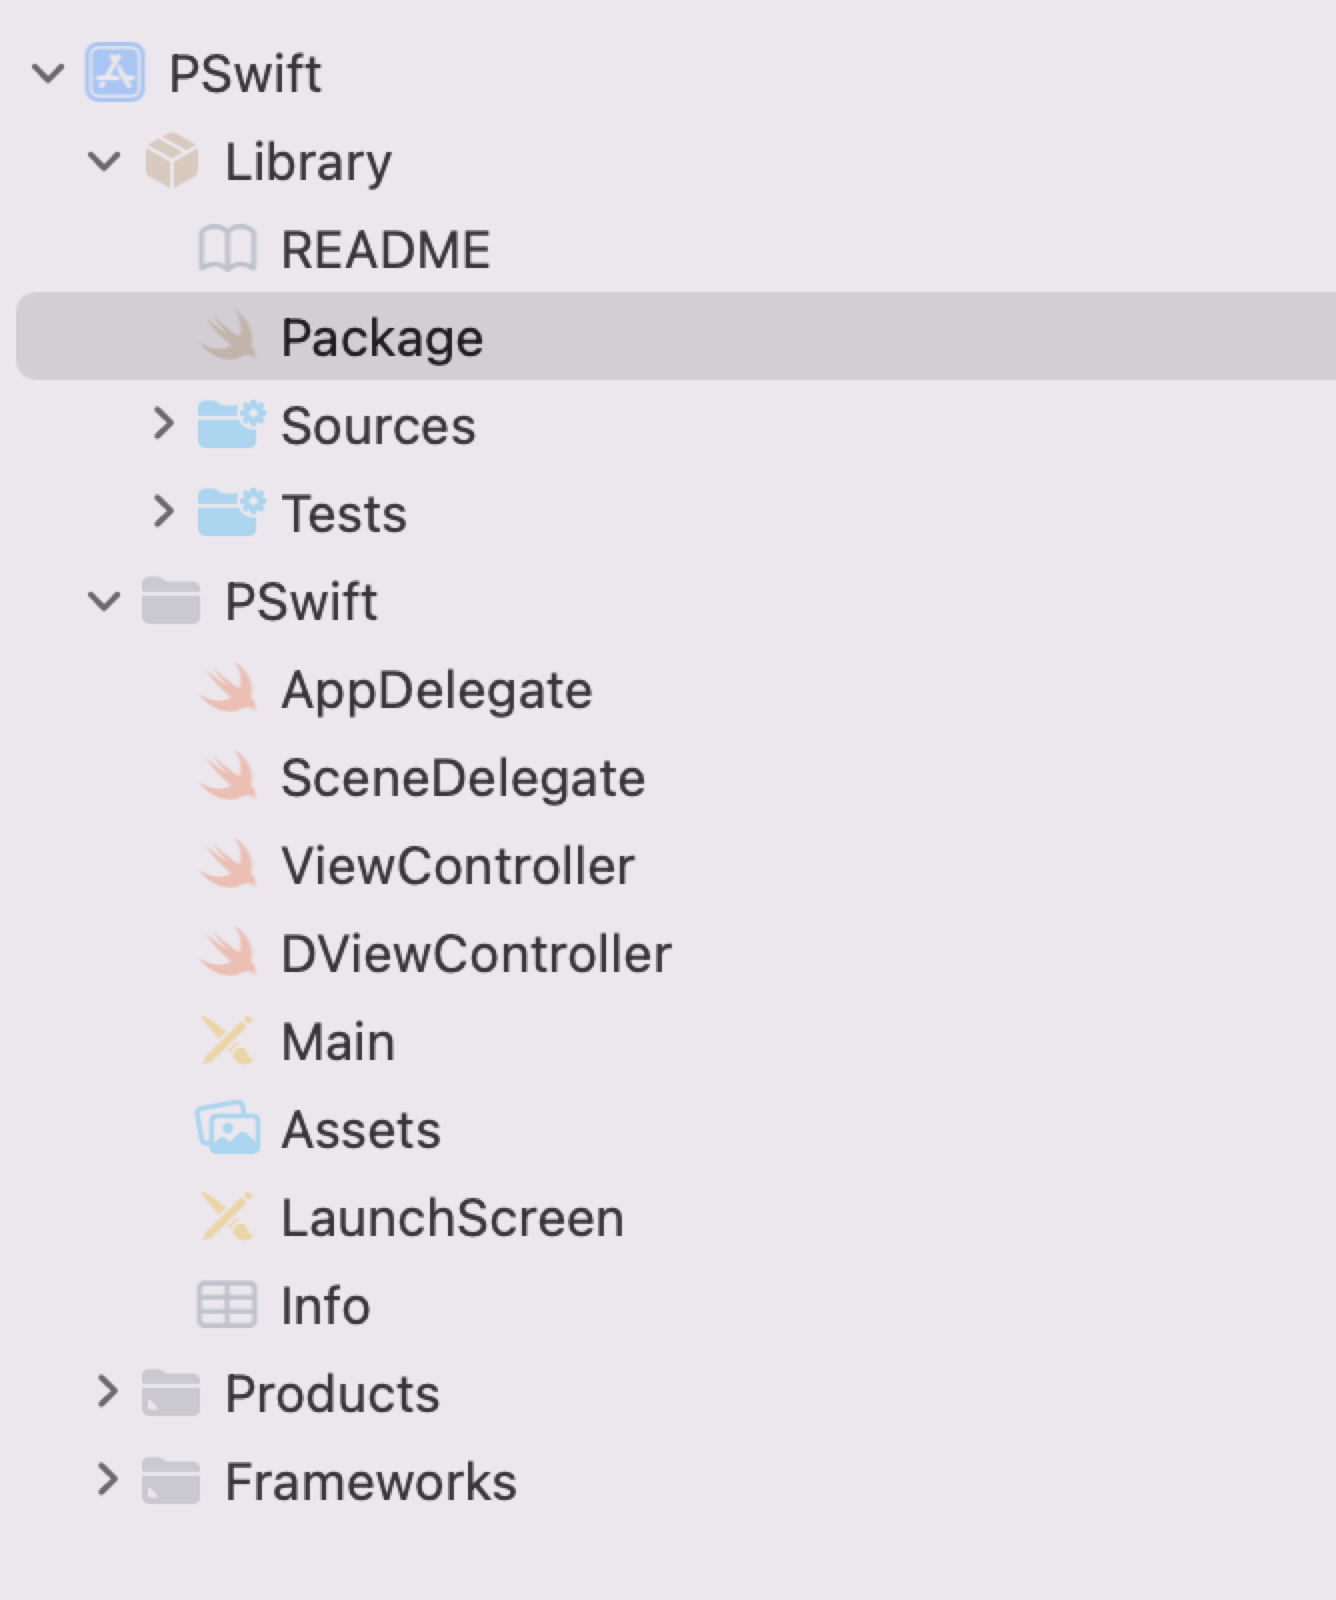 PSwift
Library
README
Package
Sources
Tests
PSwift
AppDelegate
SceneDelegate
ViewController
DViewController
Main
Assets
LaunchScreen
Info
Products
Frameworks